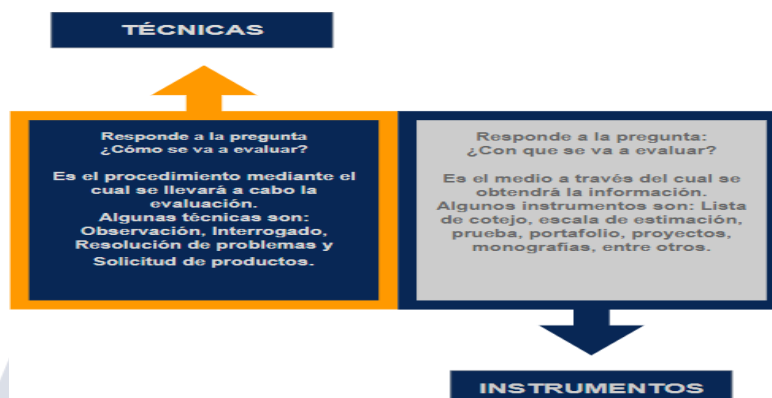 TÉCNICAS
Responde a la pregunta
¿Cómo se va a evaluar?
Es el procedimiento mediante el
cual se llevará a cabo la
evaluación.
Algunas técnicas son:
Observación, Interrogado,
Resolución de problemas y
Solicitud de productos.
Responde a la pregunta:
¿Con que se va a evaluar?
Es el medio a través del cual se
obtendrá la información.
Algunos instrumentos son: Lista
de cotejo, escala de estimación,
prueba, portafolio, proyectos,
monografías, entre otros.
INSTRUMENTOS